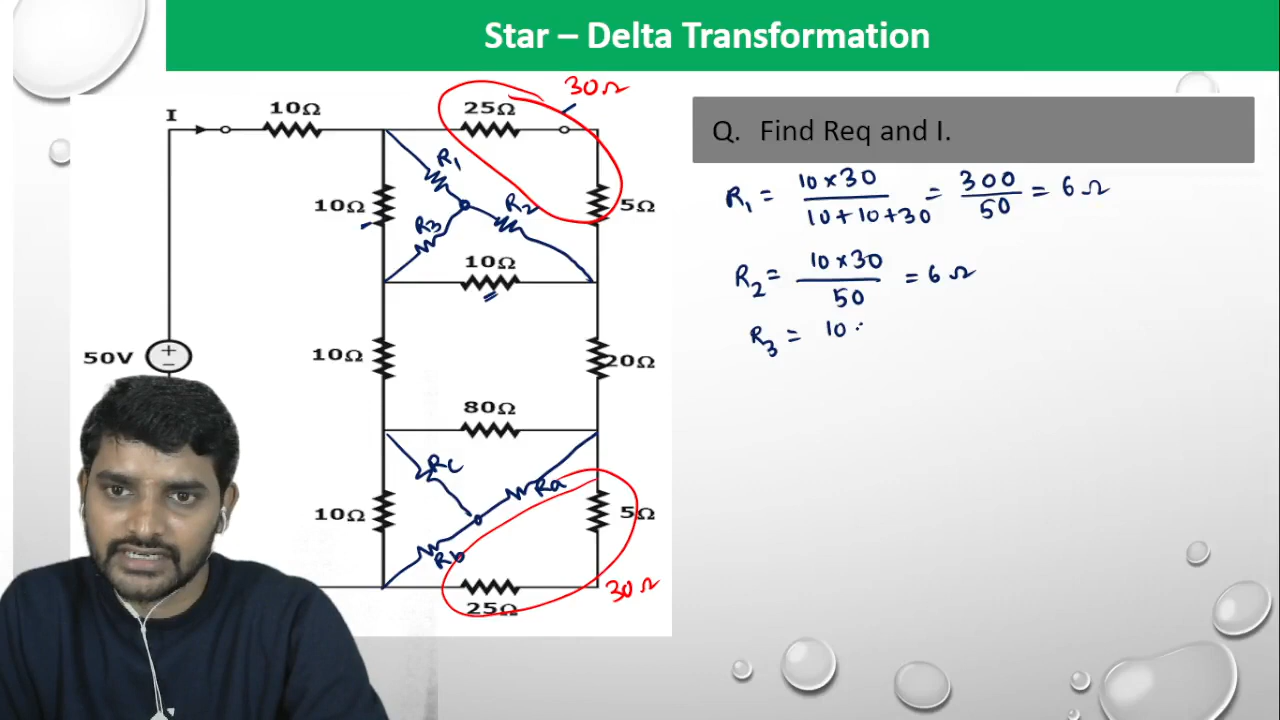 Star – Delta Transformation
30Ω
I
10Ω
25Ω
R1
10Ω
R2
5Ω
R3
10Ω
10Ω
20Ω
50V
80Ω
Rc
Ra
10Ω
5Ω
Rb
30Ω
25Ω
Q. Find Req and I.
R1 = 10×30 / 10+10+30 = 300 / 50 = 6Ω
R2 = 10×30 / 50 = 6Ω
R3 = 10 .